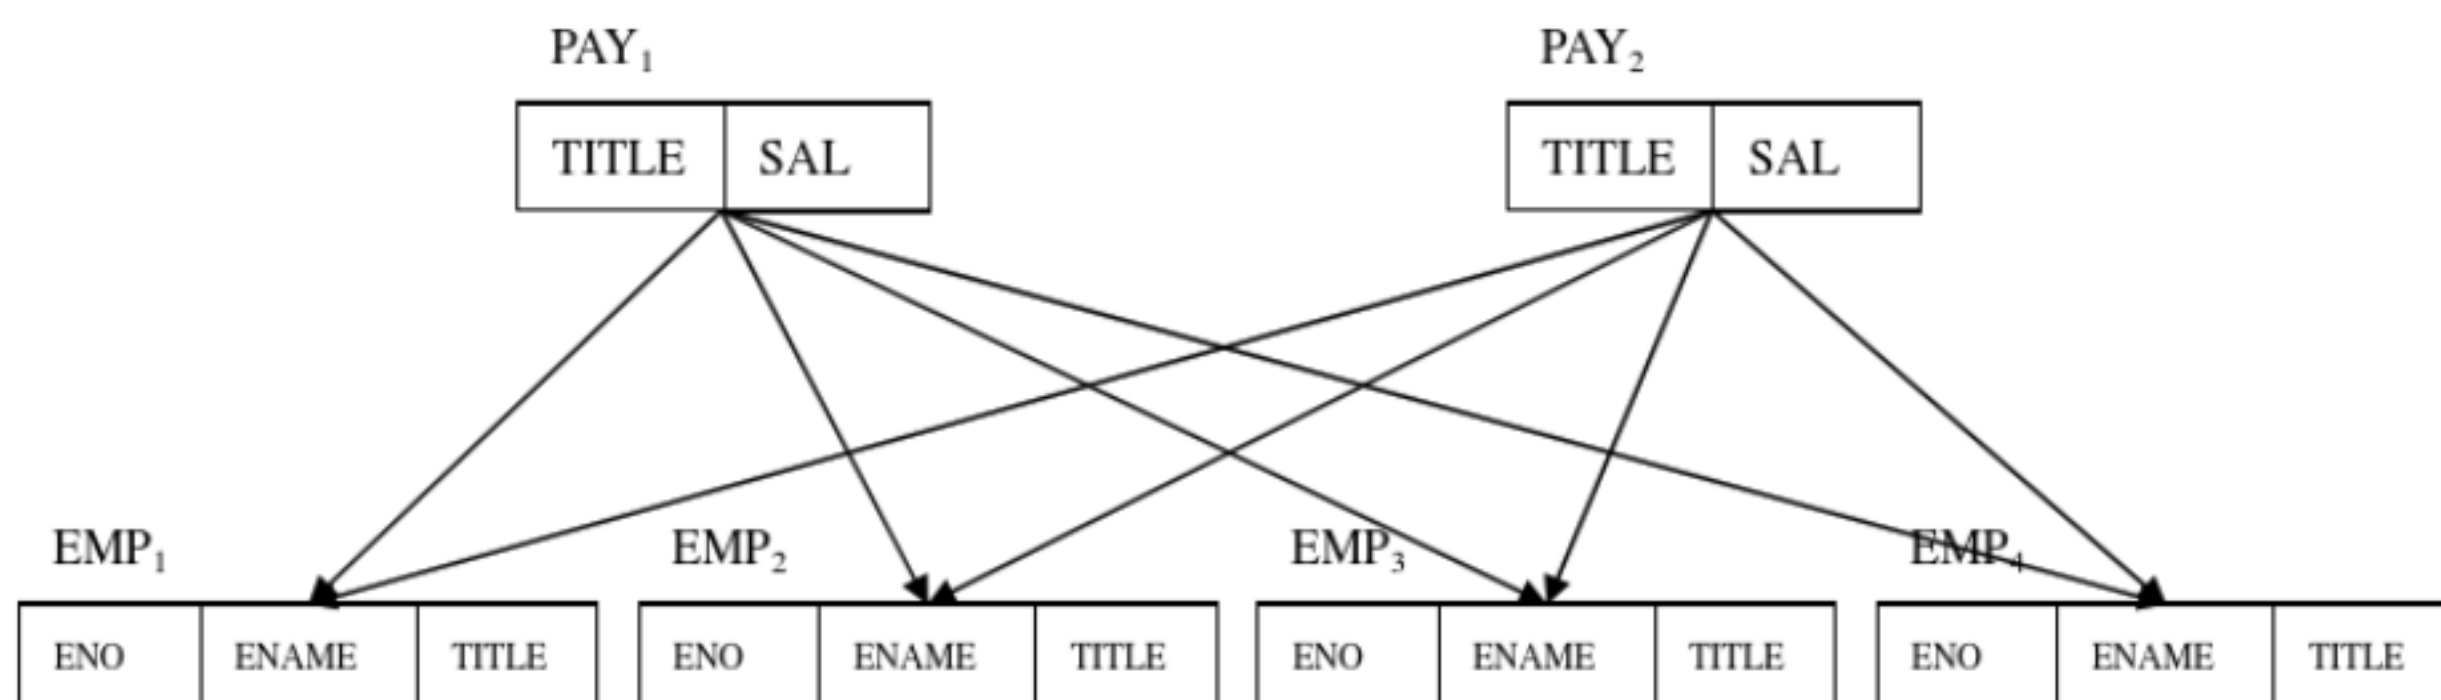 PAY₁ PAY₂
TITLE SAL TITLE SAL
EMP₁ EMP₂ EMP₃ EMP₄
ENO ENAME TITLE ENO ENAME TITLE ENO ENAME TITLE ENO ENAME TITLE